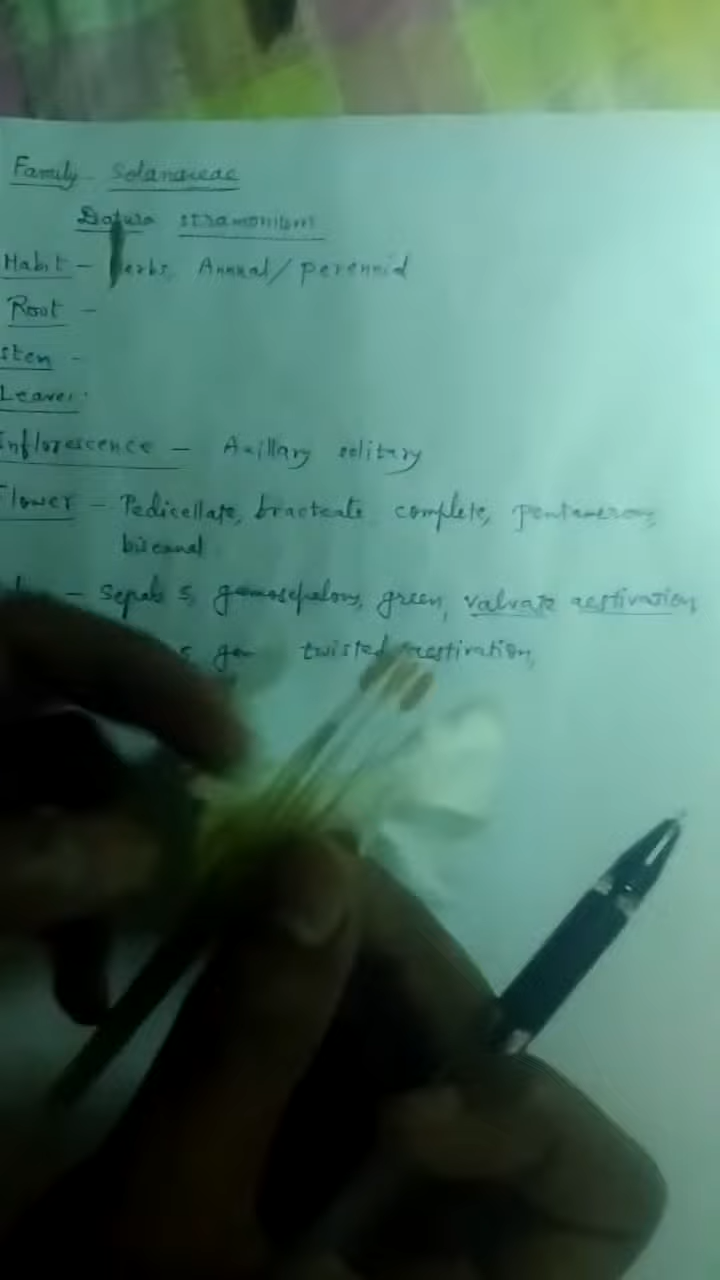 Family - Solanaceae
Datura stramonium
Habit - Herbs, Annual/perennial
Root -
stem -
Leaves:
Inflorescence - Axillary solitary
Flower - Pedicellate, bracteate, complete, pentamerous,
bisexual
- Sepals 5, gamosepalous, green, valvate aestivation,
5, twisted aestivation,